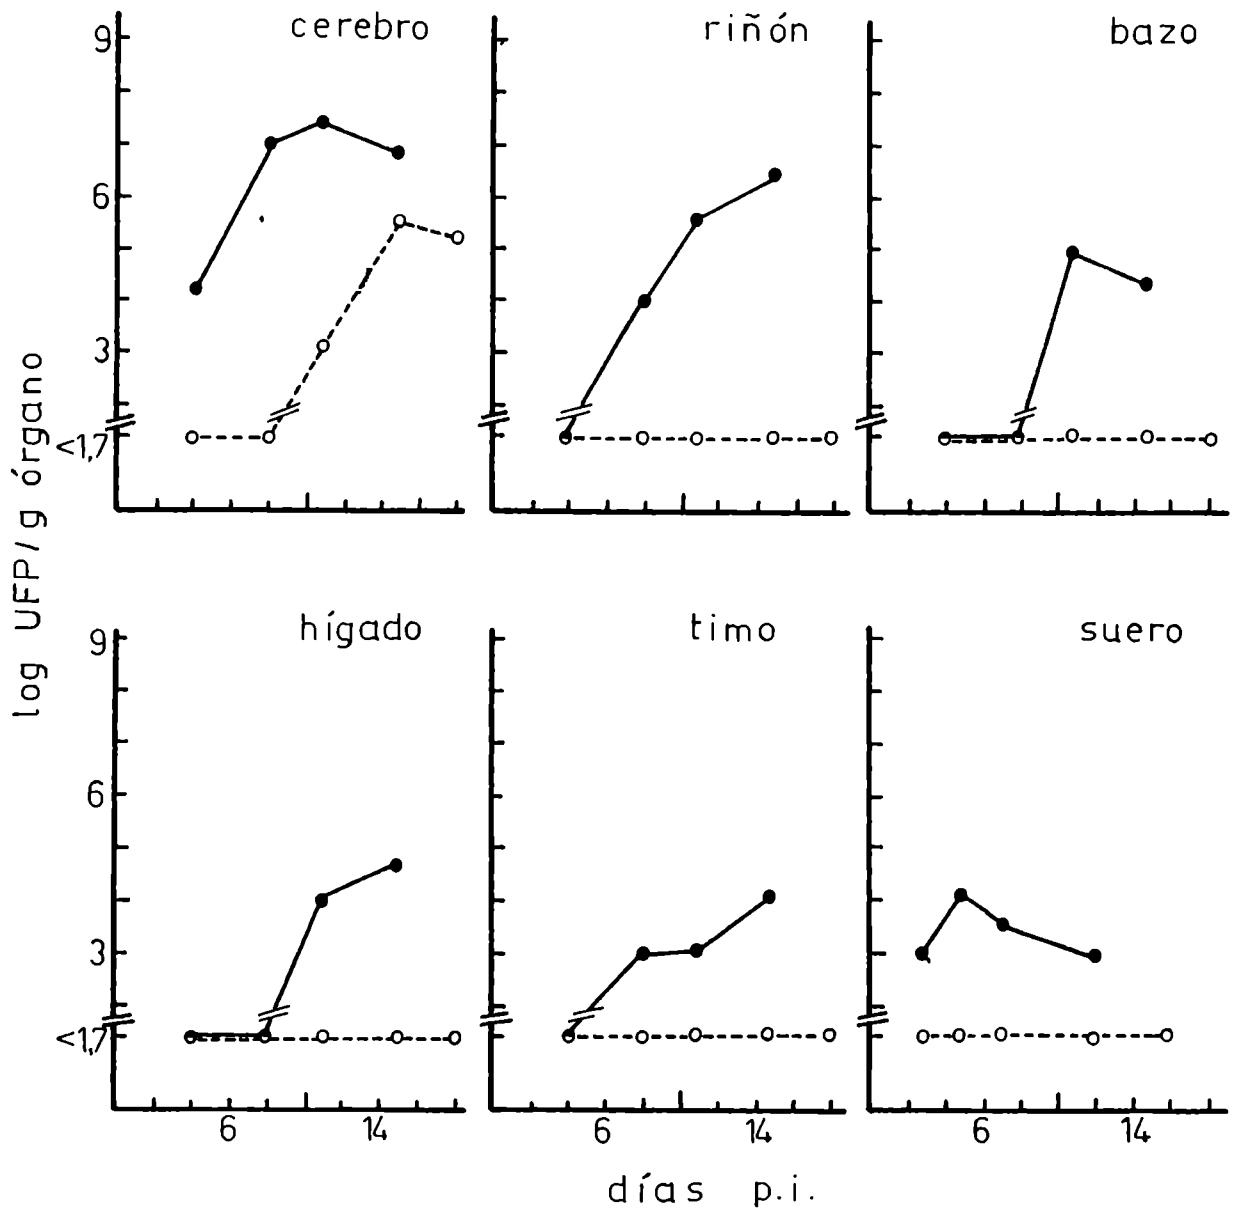 cerebro
riñón
bazo
9
6
3
<1,7
log UFP/g órgano
hígado
timo
suero
9
6
3
<1,7
6 14
6 14
6 14
días p.i.